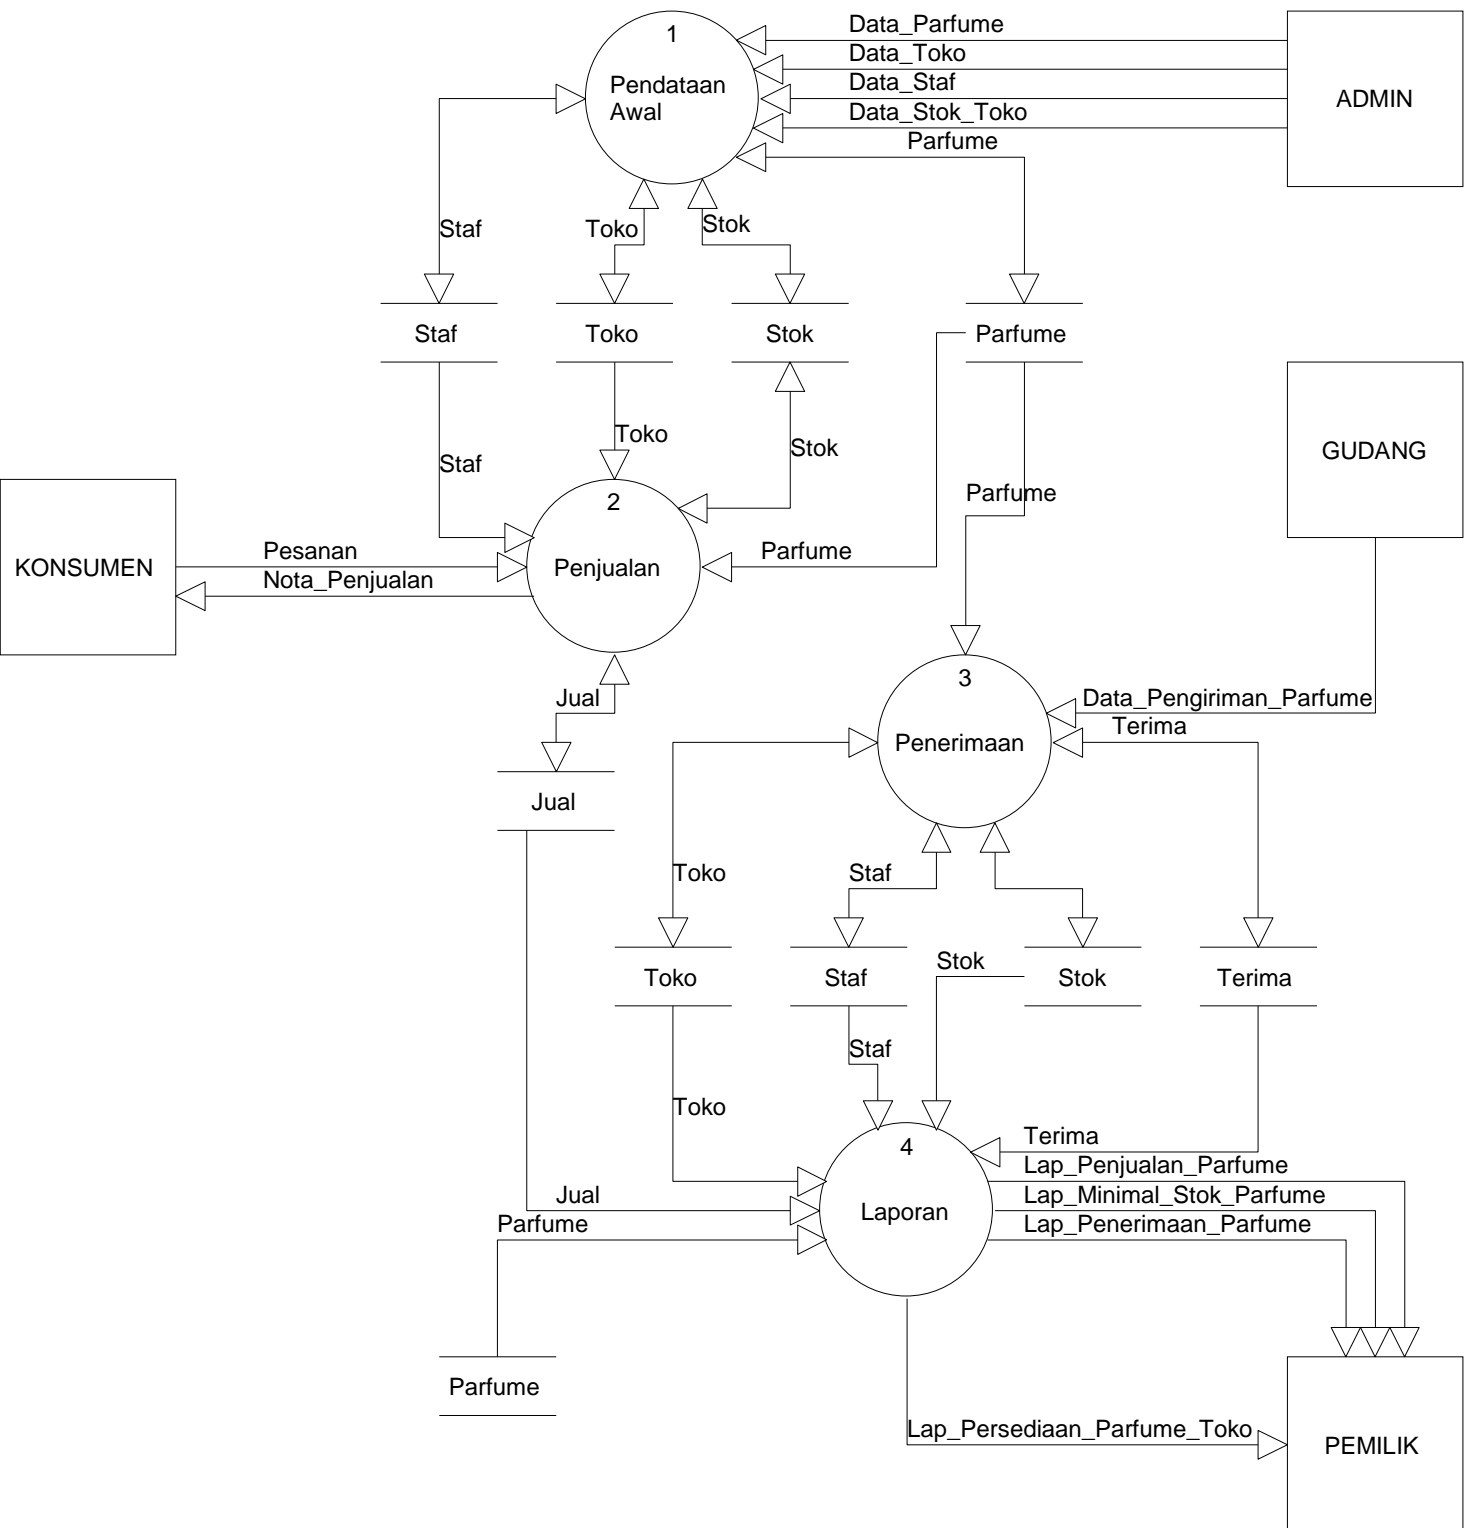 1
Data_Parfume
Data_Toko
Pendataan
Awal
Data_Staf
ADMIN
Data_Stok_Toko
Parfume
Staf
Toko
Stok
Staf
Toko
Stok
Parfume
Toko
Stok
GUDANG
Staf
Parfume
2
Pesanan
Parfume
KONSUMEN
Penjualan
Nota_Penjualan
3
Jual
Data_Pengiriman_Parfume
Terima
Penerimaan
Jual
Toko
Staf
Stok
Toko
Staf
Stok
Terima
Staf
Toko
4
Terima
Lap_Penjualan_Parfume
Jual
Lap_Minimal_Stok_Parfume
Laporan
Parfume
Lap_Penerimaan_Parfume
Parfume
Lap_Persediaan_Parfume_Toko
PEMILIK